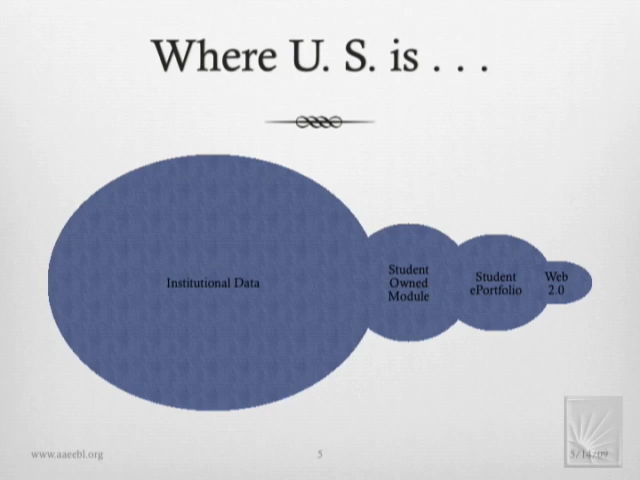 Where U. S. is . . .
Institutional Data
Student
Owned
Module
Student
ePortfolio
Web
2.0
www.aaeebl.org
5
5/14/09